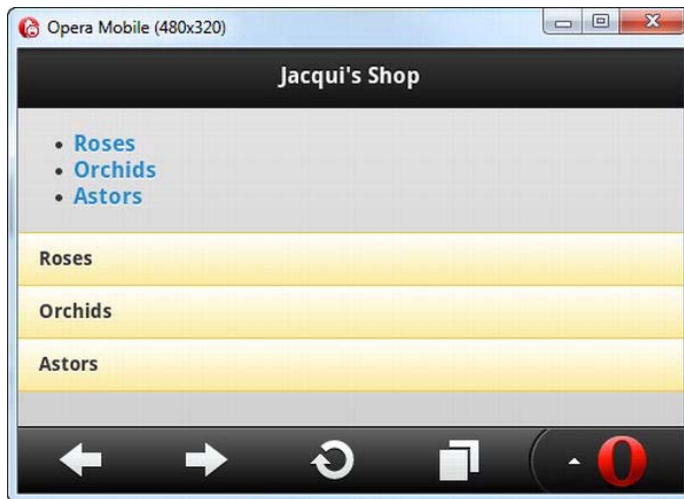 Opera Mobile (480x320)
Jacqui's Shop
• Roses
• Orchids
• Astors
Roses
Orchids
Astors